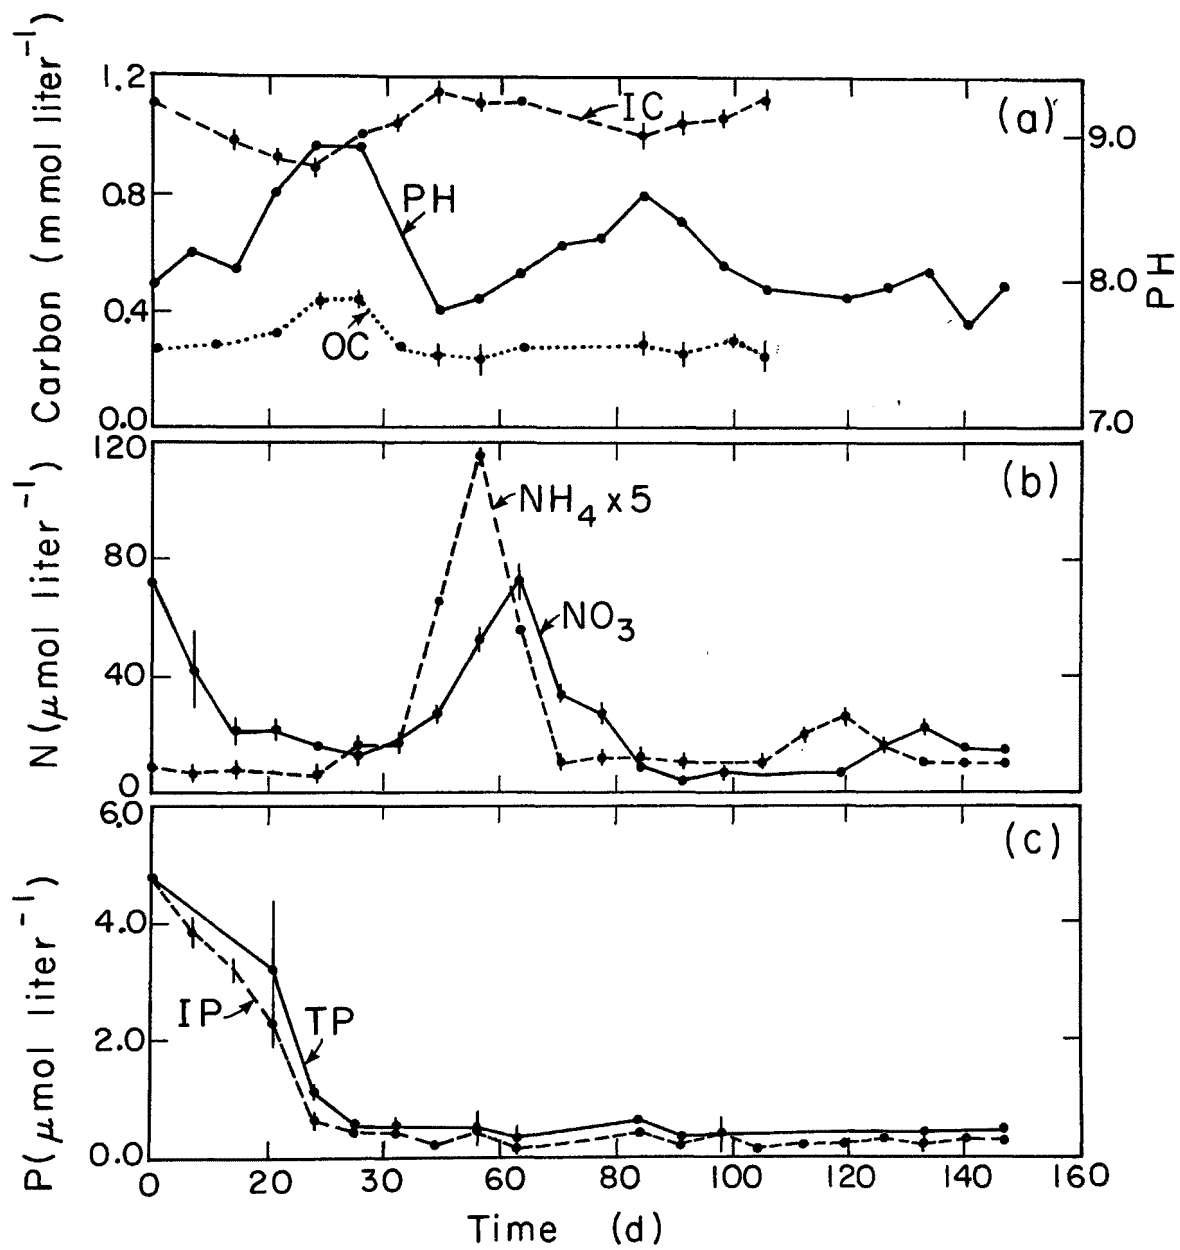 Carbon (m mol liter⁻¹)
1.2
0.8
0.4
0.0
IC
PH
OC
(a)
9.0
8.0
7.0
PH
N(μmol liter⁻¹)
120
80
40
0
NH₄ x5
NO₃
(b)
P(μmol liter⁻¹)
6.0
4.0
2.0
0.0
IP
TP
(c)
0 20 30 60 80 100 120 140 160
Time (d)